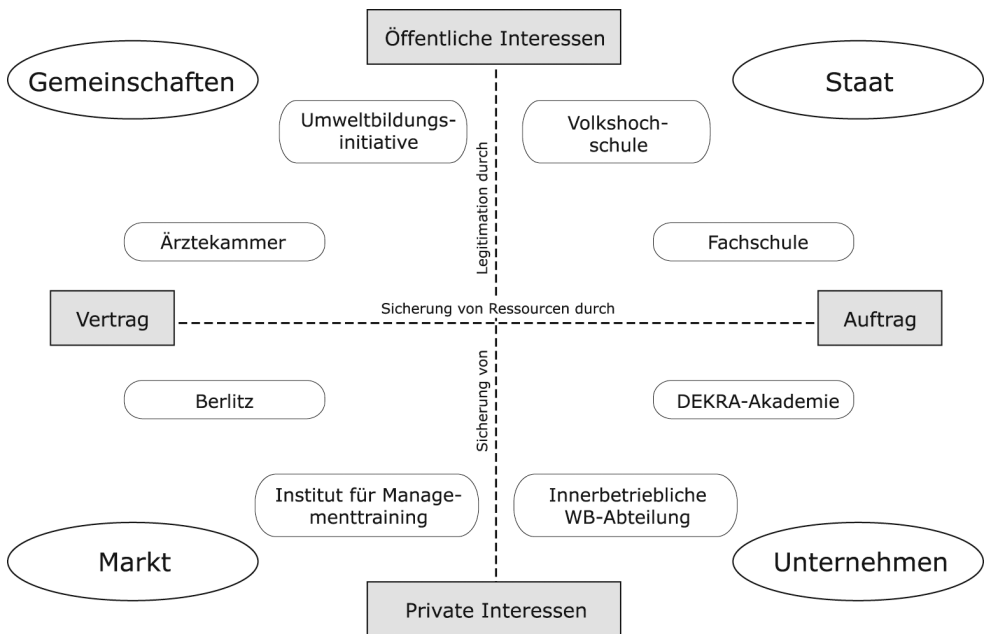 Öffentliche Interessen
Gemeinschaften
Staat
Umweltbildungs-
initiative
Volkshoch-
schule
Legitimation durch
Ärztekammer
Fachschule
Vertrag
Sicherung von Ressourcen durch
Auftrag
Sicherung von
Berlitz
DEKRA-Akademie
Institut für Manage-
menttraining
Innerbetriebliche
WB-Abteilung
Markt
Unternehmen
Private Interessen